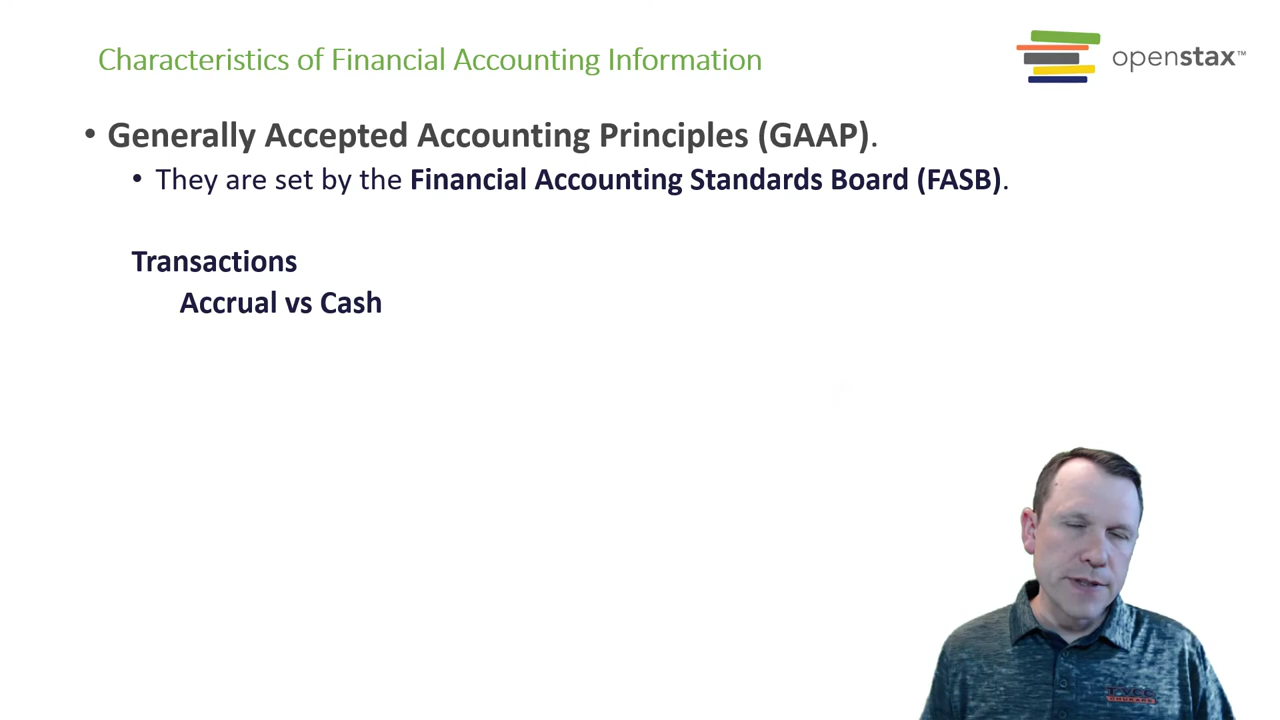 Characteristics of Financial Accounting Information
openstax™
• Generally Accepted Accounting Principles (GAAP).
• They are set by the Financial Accounting Standards Board (FASB).
Transactions
Accrual vs Cash
TVCC